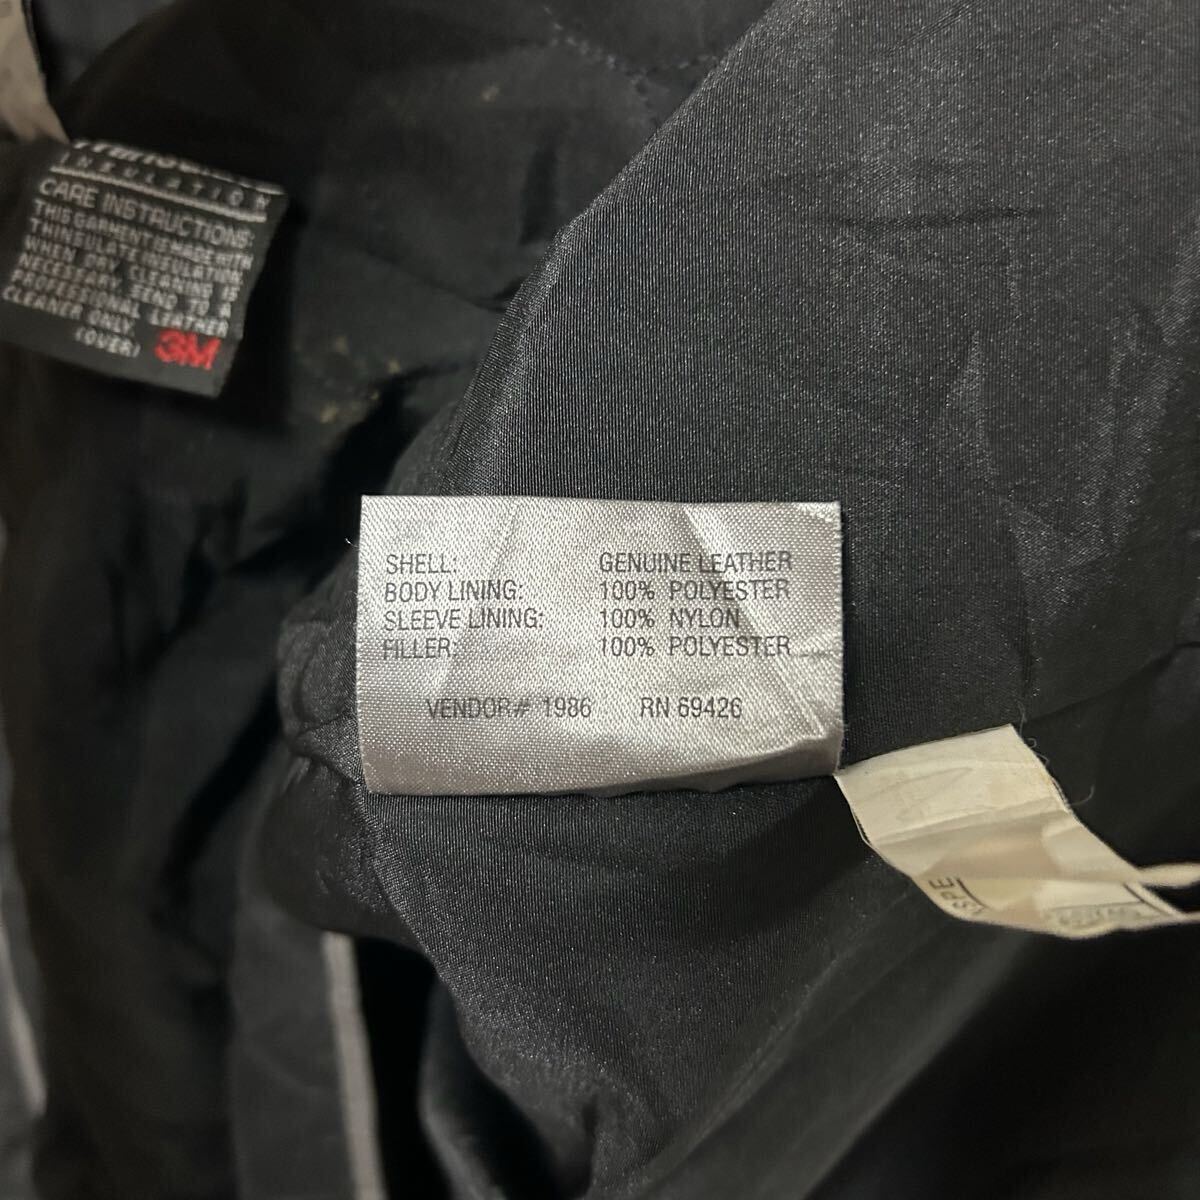 INSULATION
CARE INSTRUCTIONS:
THIS GARMENT IS MADE WITH
THINSULATE INSULATION
WHEN DRY CLEANING IS
NECESSARY, SEND TO A
PROFESSIONAL LEATHER
CLEANER ONLY.
(OVER) 3M
SHELL: GENUINE LEATHER
BODY LINING: 100% POLYESTER
SLEEVE LINING: 100% NYLON
FILLER: 100% POLYESTER
VENDOR# 1986 RN 69426